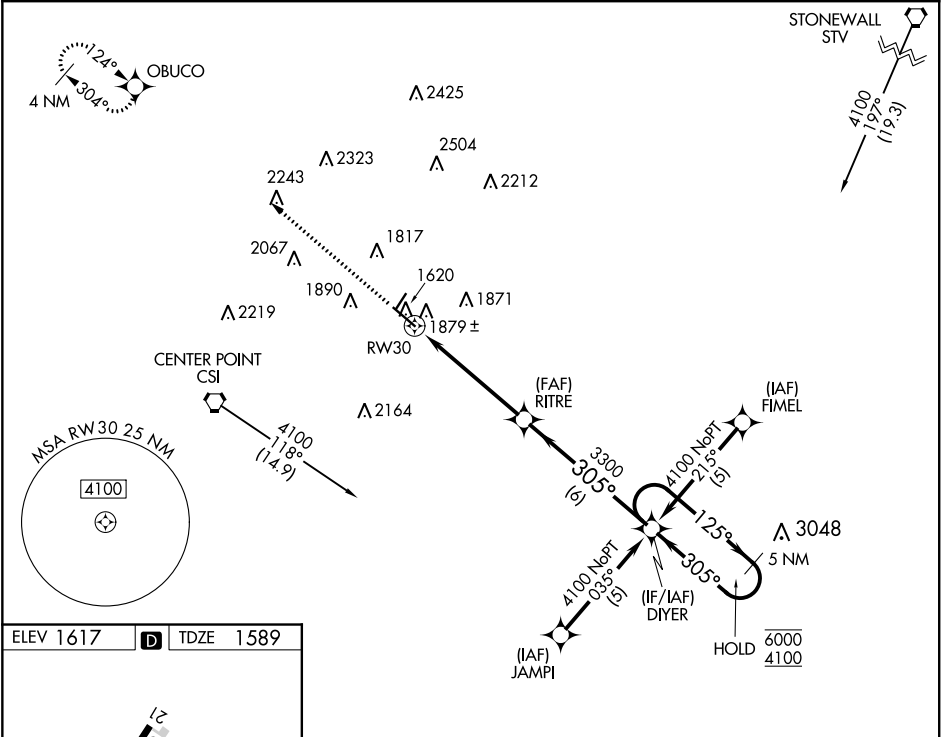 STONEWALL
STV
4100
197°
(19.3)
124°
304°
4 NM
OBUCO
2425
2323
2504
2212
2243
2067
1817
1620
1890
1871
2219
1879 ±
RW30
CENTER POINT
CSI
4100
118°
(14.9)
2164
(FAF)
RITRE
(IAF)
FIMEL
MSA RW30 25 NM
4100
3300
305°
(6)
4100 NoPT
215°
(5)
125°
3048
5 NM
305°
4100 NoPT
035°
(5)
(IF/IAF)
DIYER
(IAF)
JAMPI
HOLD
6000
4100
ELEV 1617
D
TDZE 1589
21